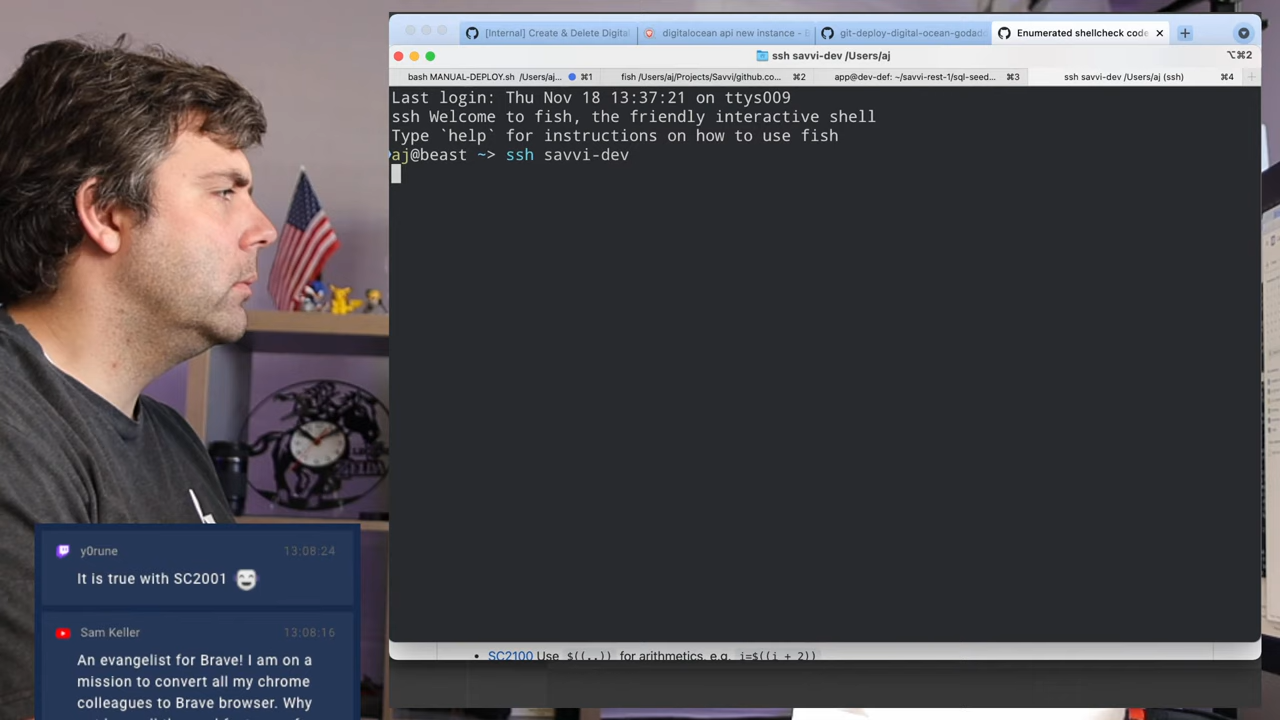 [Internal] Create & Delete Digital
digitalocean api new instance - B
git-deploy-digital-ocean-godadd
Enumerated shellcheck code
ssh savvi-dev /Users/aj
⌥⌘2
bash MANUAL-DEPLOY.sh /Users/aj... ⌘1
fish /Users/aj/Projects/Savvi/github.co... ⌘2
app@dev-def: ~/savvi-rest-1/sql-seed... ⌘3
ssh savvi-dev /Users/aj (ssh) ⌘4
Last login: Thu Nov 18 13:37:21 on ttys009
ssh Welcome to fish, the friendly interactive shell
Type `help` for instructions on how to use fish
aj@beast ~> ssh savvi-dev
SC2100 Use $((..)) for arithmetics, e.g. i=$((i + 2))
y0rune 13:08:24
It is true with SC2001
Sam Keller 13:08:16
An evangelist for Brave! I am on a
mission to convert all my chrome
colleagues to Brave browser. Why